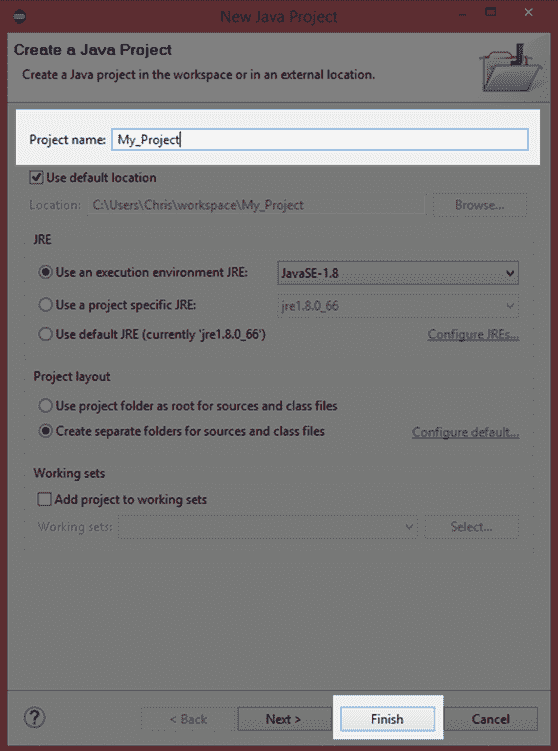 New Java Project
Create a Java Project
Create a Java project in the workspace or in an external location.
Project name: My_Project
Use default location
Location: C:\Users\Chris\workspace\My_Project Browse...
JRE
Use an execution environment JRE: JavaSE-1.8
Use a project specific JRE: jre1.8.0_66
Use default JRE (currently 'jre1.8.0_66') Configure JREs...
Project layout
Use project folder as root for sources and class files
Create separate folders for sources and class files Configure default...
Working sets
Add project to working sets
Working sets: Select...
? < Back Next > Finish Cancel